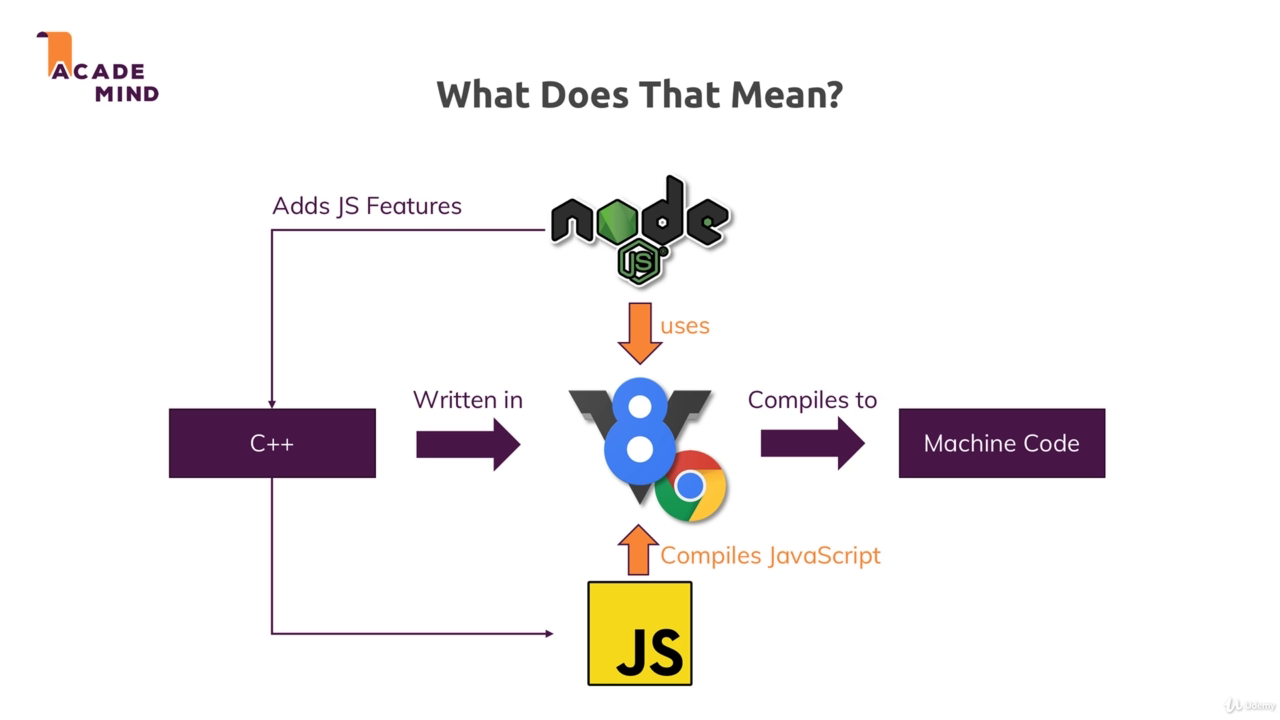 ACADE
MIND
What Does That Mean?
Adds JS Features
node
JS
uses
Written in
Compiles to
C++
V8
Machine Code
Compiles JavaScript
JS
Udemy